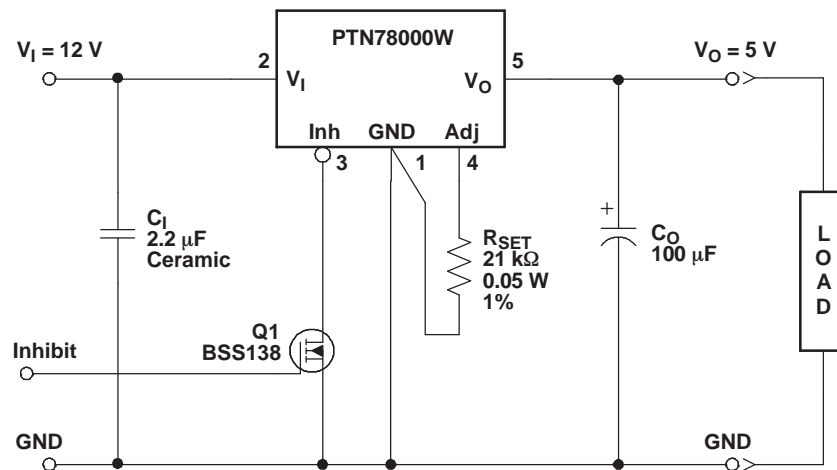 PTN78000W
V_I = 12 V
2
V_I
V_O
5
V_O = 5 V
Inh
GND
Adj
3
1
4
C_I
2.2 μF
Ceramic
R_SET
21 kΩ
0.05 W
1%
+
C_O
100 μF
L
O
A
D
Q1
BSS138
Inhibit
GND
GND